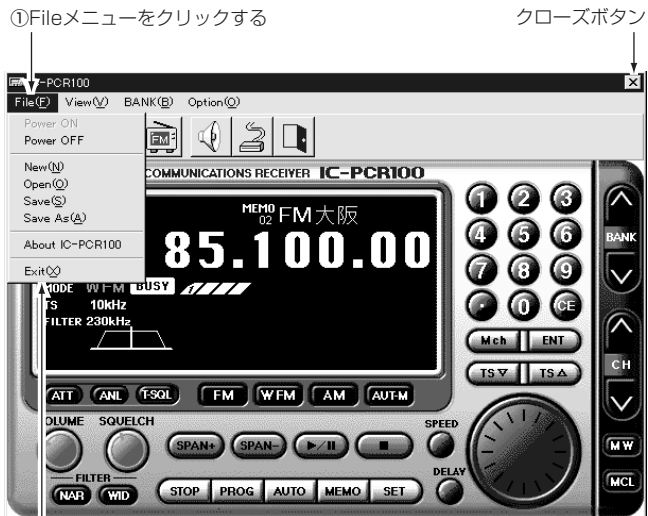 ①Fileメニューをクリックする
クローズボタン
IC-PCR100
File(F) View(V) BANK(B) Option(O)
Power ON
Power OFF
New(N)
Open(O)
Save(S)
Save As(A)
About IC-PCR100
Exit(X)
FM
COMMUNICATIONS RECEIVER IC-PCR100
MEMO 02 FM大阪
85.100.00
MODE WFM BUSY
TS 10kHz
FILTER 230kHz
1 2 3
4 5 6
7 8 9
· 0 CE
Mch ENT
TS▽ TS△
BANK
CH
MW
MCL
ATT ANL T-SQL FM WFM AM AUT-M
VOLUME SQUELCH
SPAN+ SPAN- ▶/❙❙ ■
SPEED
DELAY
FILTER
NAR WID
STOP PROG AUTO MEMO SET